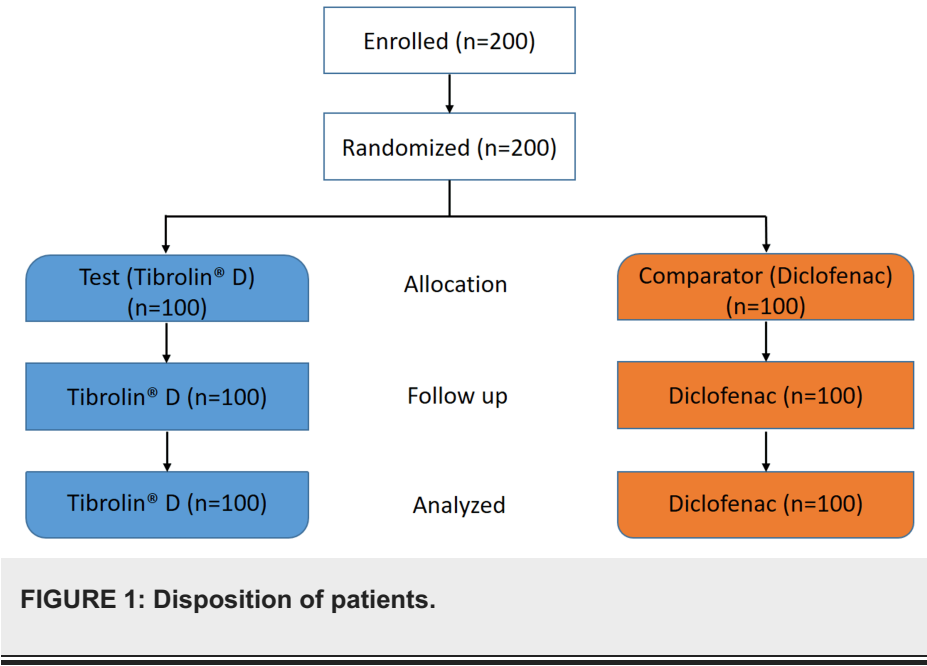 Enrolled (n=200)
Randomized (n=200)
Test (Tibrolin® D)
(n=100)
Allocation
Comparator (Diclofenac)
(n=100)
Tibrolin® D (n=100)
Follow up
Diclofenac (n=100)
Tibrolin® D (n=100)
Analyzed
Diclofenac (n=100)
FIGURE 1: Disposition of patients.